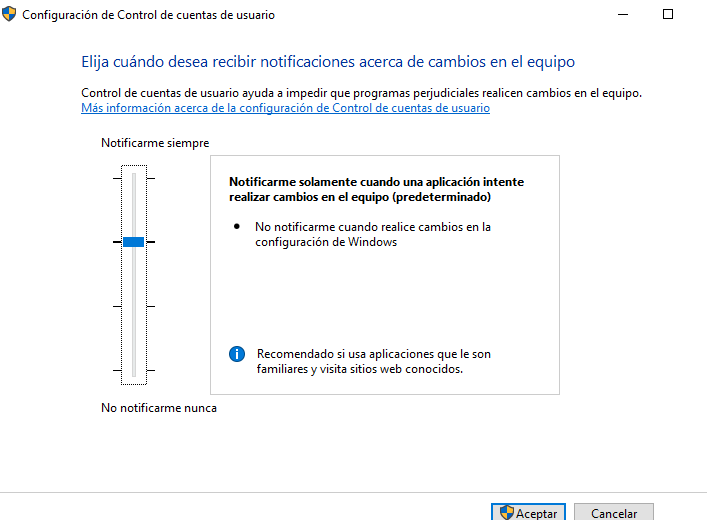 Configuración de Control de cuentas de usuario
Elija cuándo desea recibir notificaciones acerca de cambios en el equipo
Control de cuentas de usuario ayuda a impedir que programas perjudiciales realicen cambios en el equipo.
Más información acerca de la configuración de Control de cuentas de usuario
Notificarme siempre
Notificarme solamente cuando una aplicación intente
realizar cambios en el equipo (predeterminado)
No notificarme cuando realice cambios en la
configuración de Windows
Recomendado si usa aplicaciones que le son
familiares y visita sitios web conocidos.
No notificarme nunca
Aceptar
Cancelar